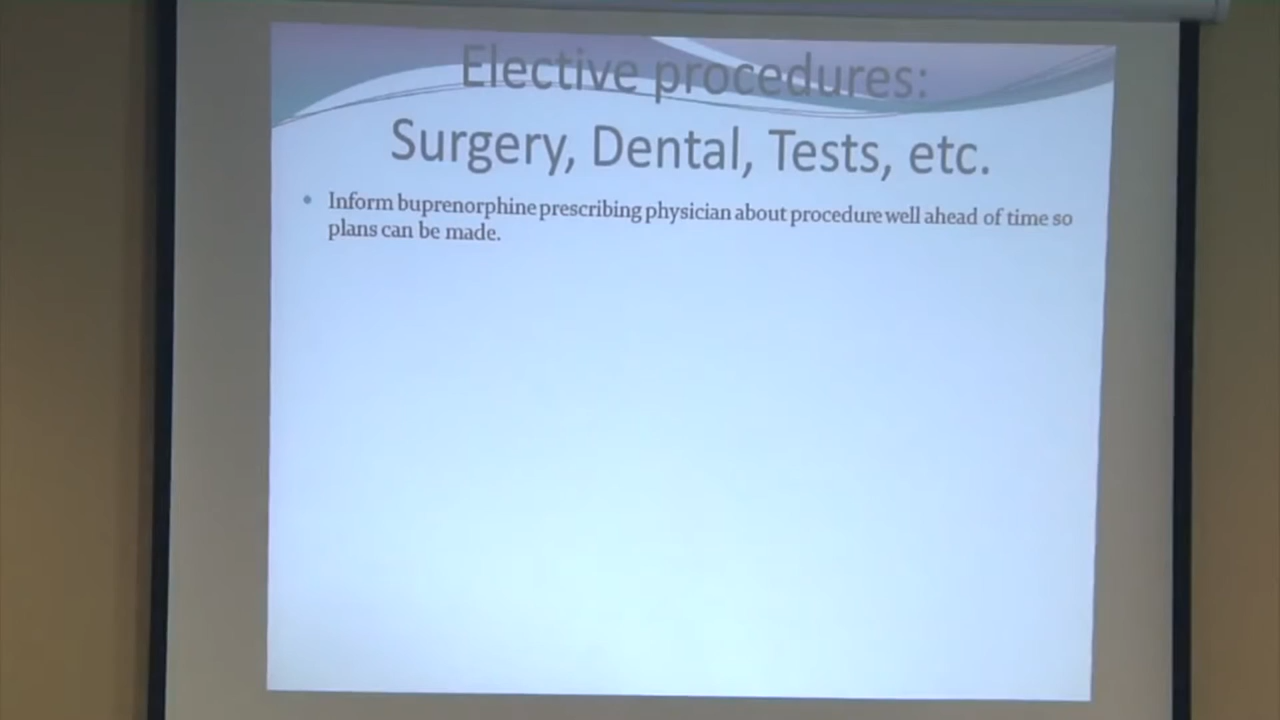 Elective procedures:
Surgery, Dental, Tests, etc.
• Inform buprenorphine prescribing physician about procedure well ahead of time so
plans can be made.